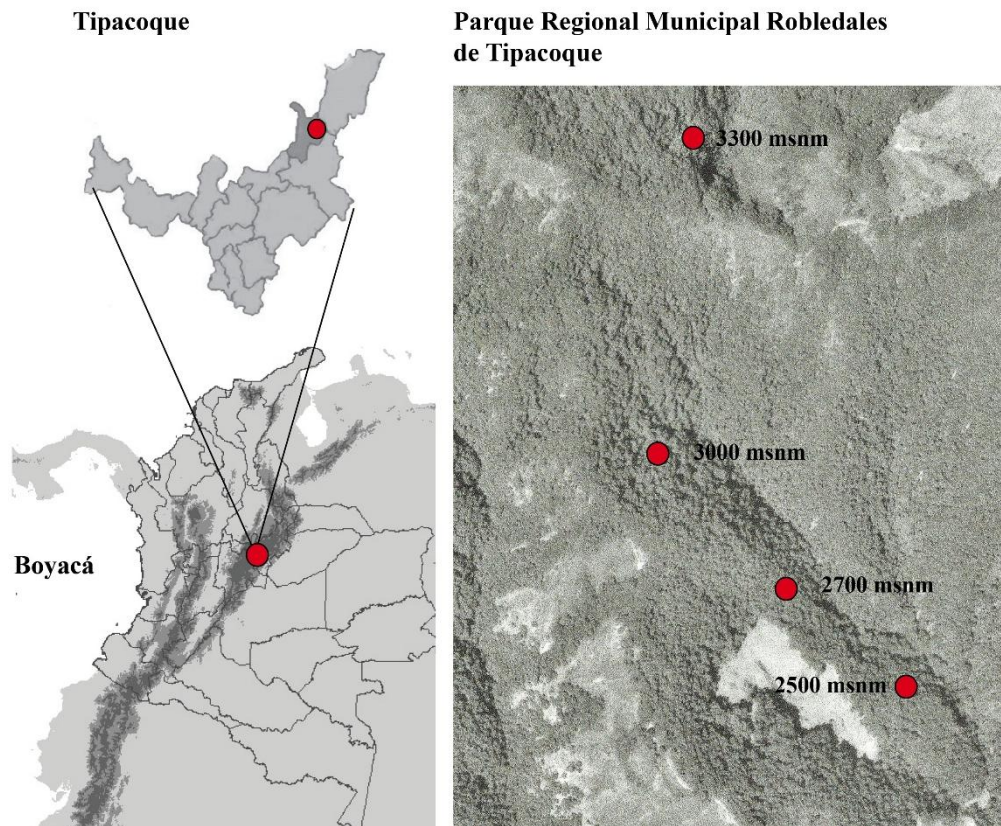 Tipacoque
Parque Regional Municipal Robledales
de Tipacoque
3300 msnm
3000 msnm
Boyacá
2700 msnm
2500 msnm